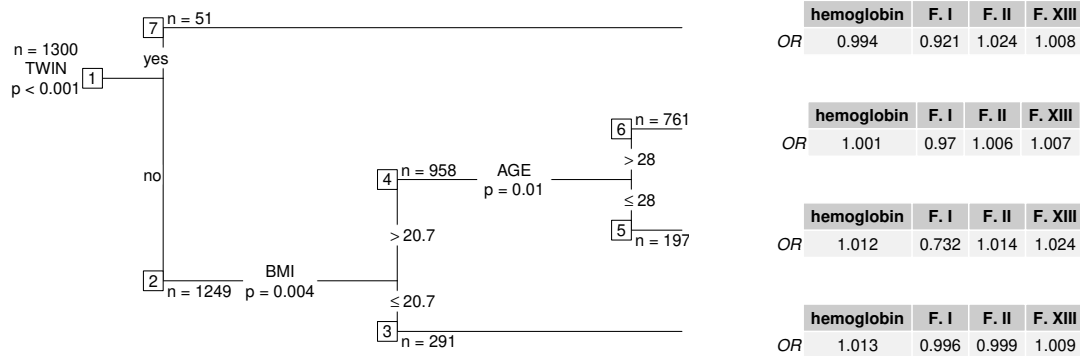 7 n = 51
hemoglobin F. I F. II F. XIII
OR 0.994 0.921 1.024 1.008
n = 1300
TWIN
p < 0.001
1
yes
6 n = 761
hemoglobin F. I F. II F. XIII
OR 1.001 0.97 1.006 1.007
> 28
no
4 n = 958
AGE
p = 0.01
≤ 28
5 n = 197
hemoglobin F. I F. II F. XIII
OR 1.012 0.732 1.014 1.024
> 20.7
2 n = 1249
BMI
p = 0.004
≤ 20.7
3 n = 291
hemoglobin F. I F. II F. XIII
OR 1.013 0.996 0.999 1.009